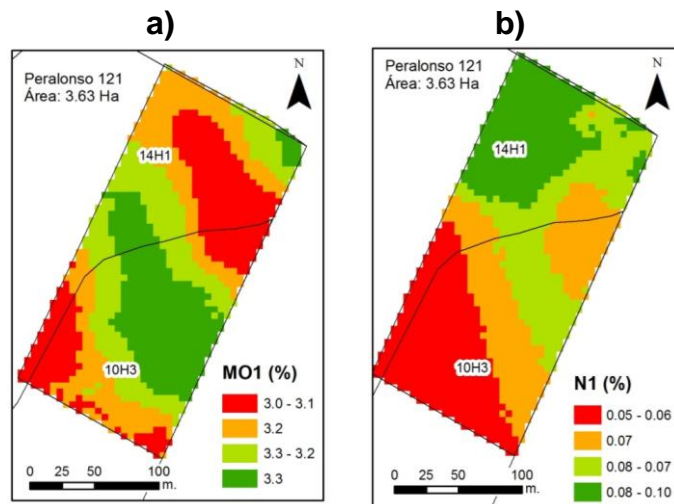 a)
Peralonso 121
Área: 3.63 Ha
N
14H1
10H3
MO1 (%)
3.0 - 3.1
3.2
3.3 - 3.2
3.3
0 25 50 100
m.
b)
Peralonso 121
Área: 3.63 Ha
N
14H1
10H3
N1 (%)
0.05 - 0.06
0.07
0.08 - 0.07
0.08 - 0.10
0 25 50 100
m.